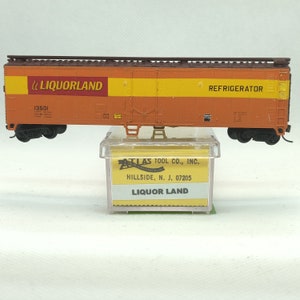 LIQUORLAND
REFRIGERATOR
ATLAS TOOL CO., INC.
HILLSIDE, N. J. 07205
LIQUOR LAND